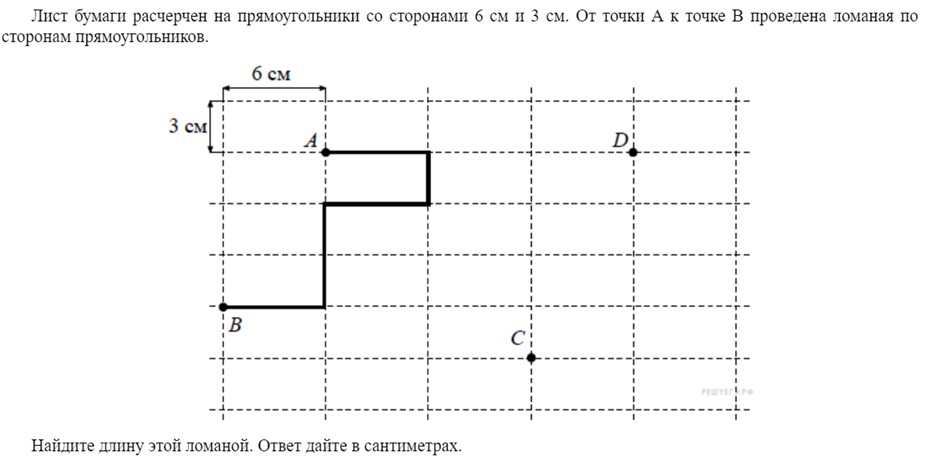 Лист бумаги расчерчен на прямоугольники со сторонами 6 см и 3 см. От точки A к точке B проведена ломаная по
сторонам прямоугольников.
6 см
3 см
A
D
B
C
РЕШУЕГЭ.РФ
Найдите длину этой ломаной. Ответ дайте в сантиметрах.